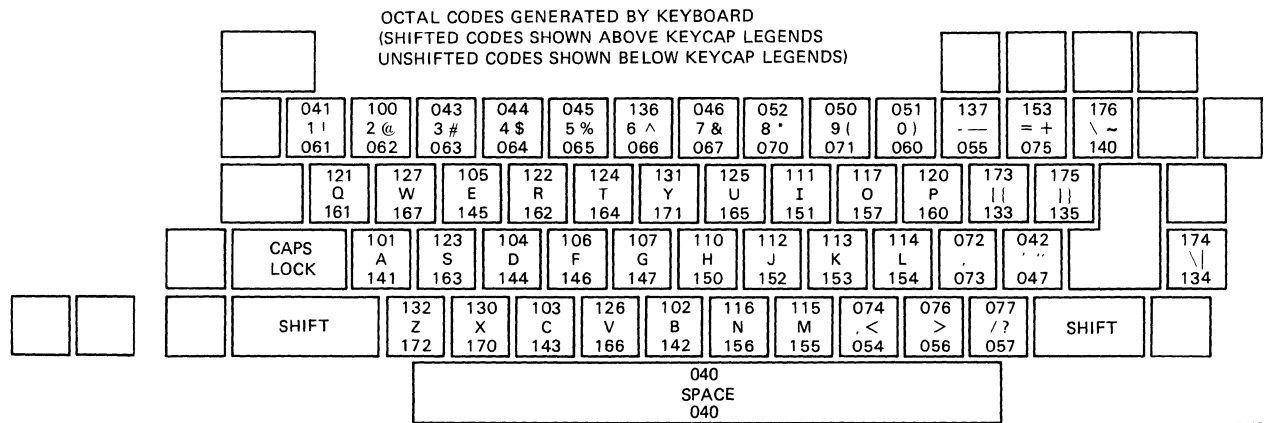 OCTAL CODES GENERATED BY KEYBOARD
(SHIFTED CODES SHOWN ABOVE KEYCAP LEGENDS
UNSHIFTED CODES SHOWN BELOW KEYCAP LEGENDS)
041 100 043 044 045 136 046 052 050 051 137 153 176
1 ! 2 @ 3 # 4 $ 5 % 6 ^ 7 & 8 * 9 ( 0 ) - — = + \ ~
061 062 063 064 065 066 067 070 071 060 055 075 140
121 127 105 122 124 131 125 111 117 120 173 175
Q W E R T Y U I O P [ { ] }
161 167 145 162 164 171 165 151 157 160 133 135
101 123 104 106 107 110 112 113 114 072 042 174
CAPS LOCK A S D F G H J K L , ' " \ |
141 163 144 146 147 150 152 153 154 073 047 134
132 130 103 126 102 116 115 074 076 077
SHIFT Z X C V B N M , < > / ? SHIFT
172 170 143 166 142 156 155 054 056 057
040
SPACE
040